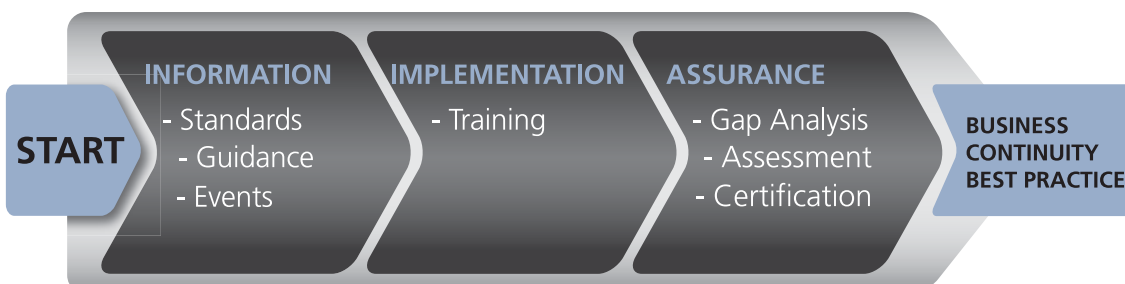 START
INFORMATION
- Standards
- Guidance
- Events
IMPLEMENTATION
- Training
ASSURANCE
- Gap Analysis
- Assessment
- Certification
BUSINESS
CONTINUITY
BEST PRACTICE